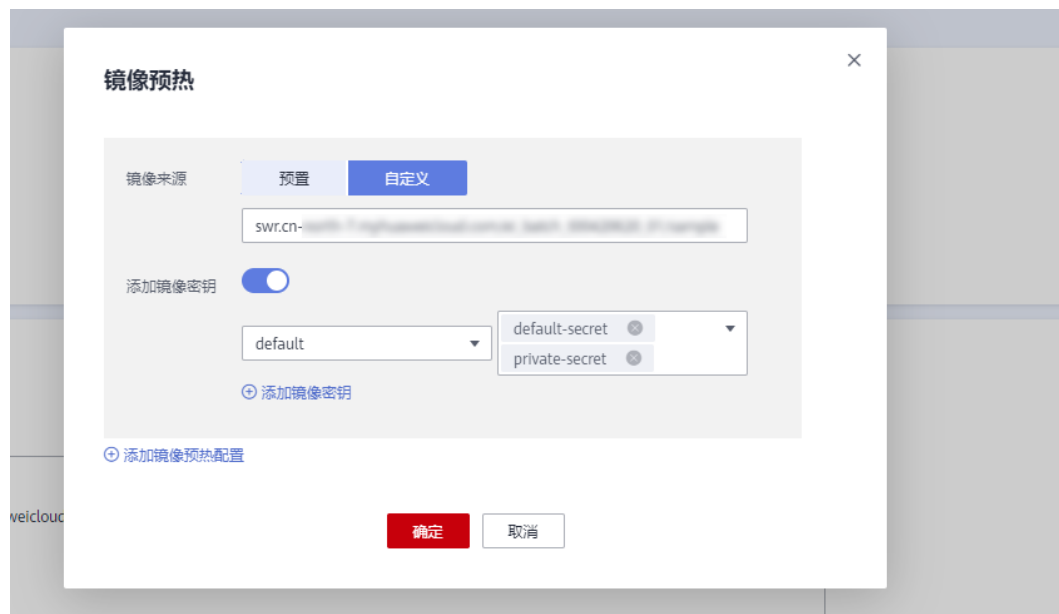 镜像预热
镜像来源
预置
自定义
swr.cn-
添加镜像密钥
default
default-secret
private-secret
添加镜像密钥
添加镜像预热配置
weicloud
确定
取消